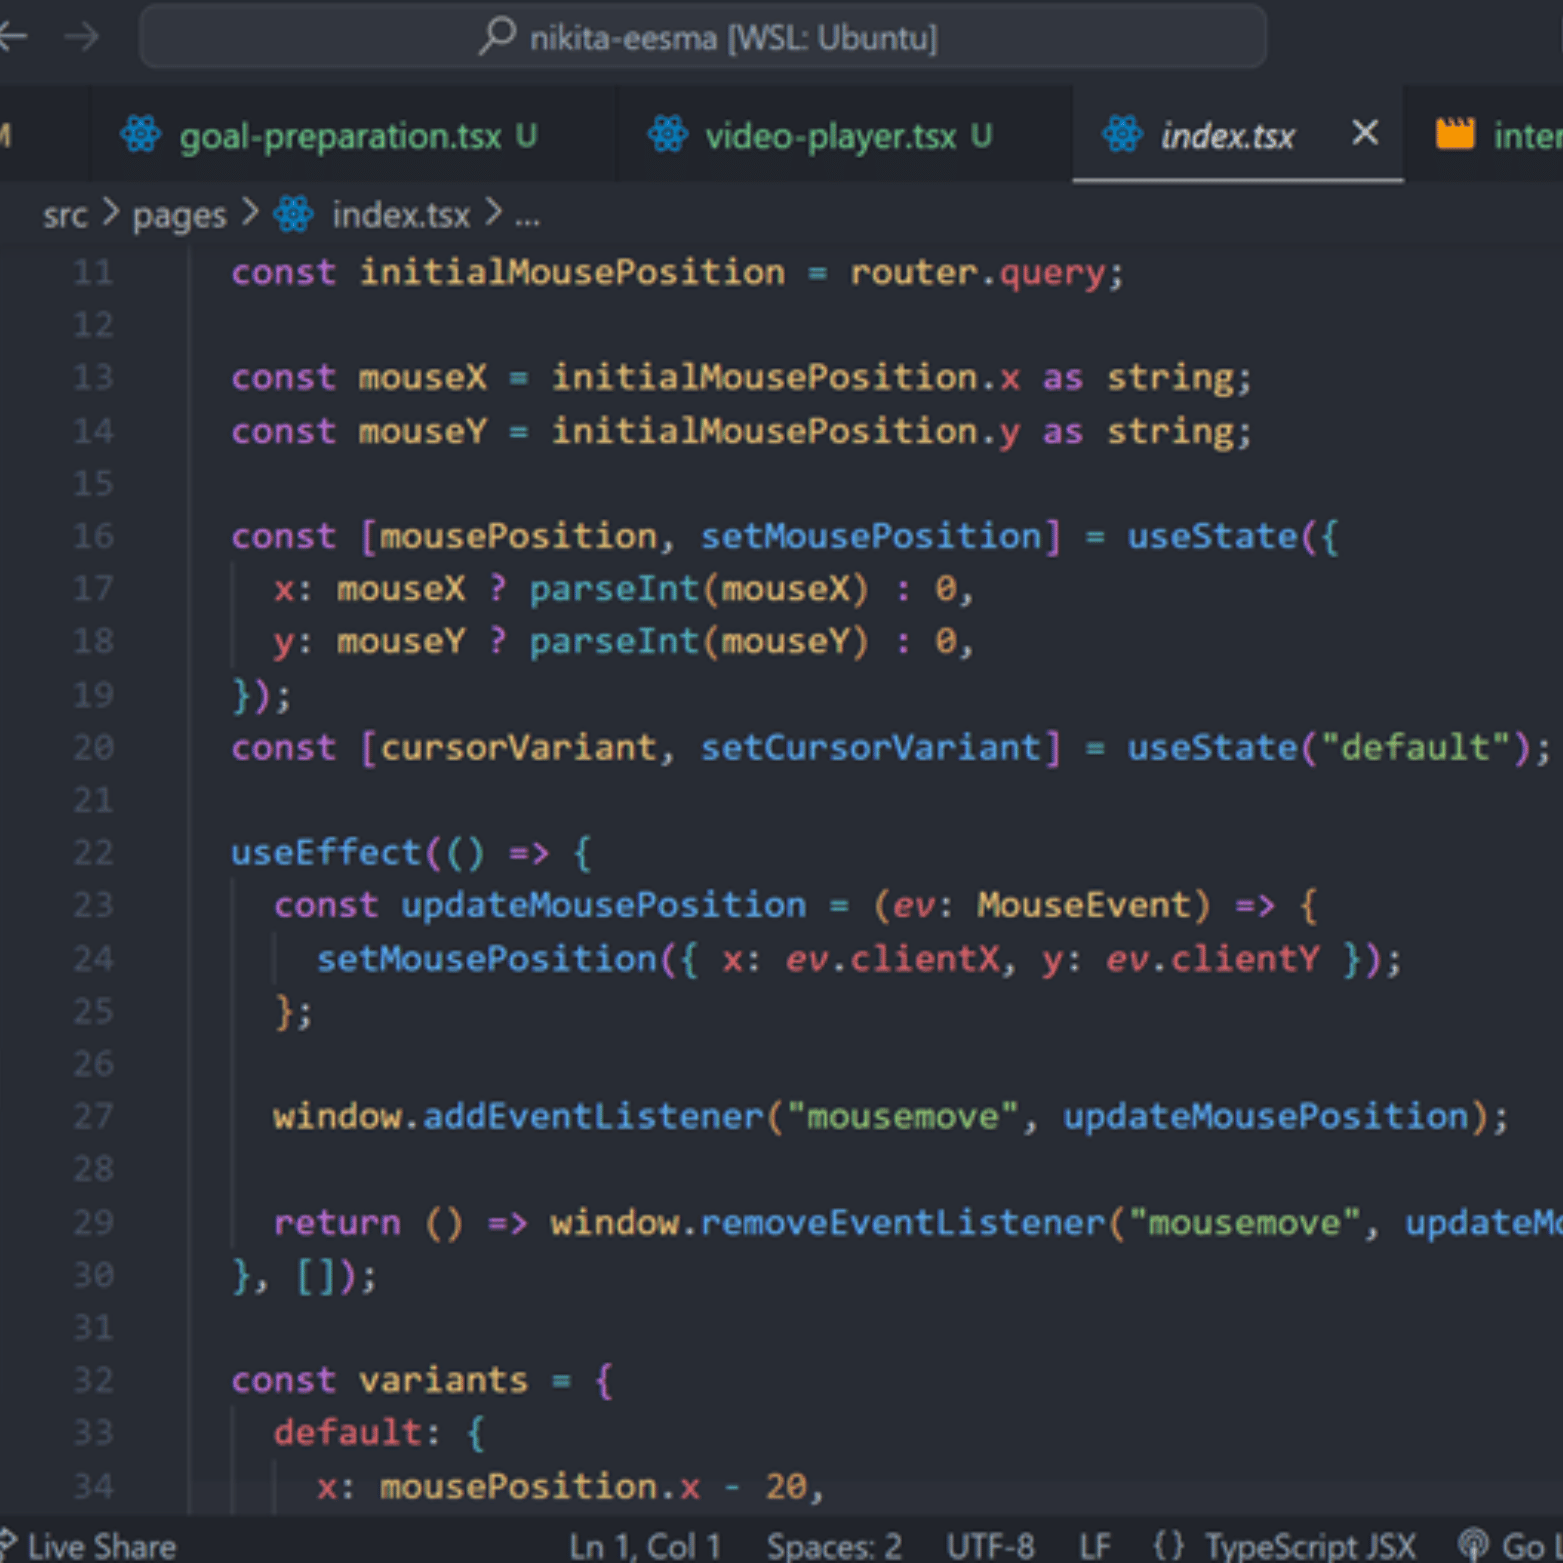 nikita-eesma [WSL: Ubuntu]
goal-preparation.tsx U video-player.tsx U index.tsx
src > pages > index.tsx > ...
11 const initialMousePosition = router.query;
12
13 const mouseX = initialMousePosition.x as string;
14 const mouseY = initialMousePosition.y as string;
15
16 const [mousePosition, setMousePosition] = useState({
17 x: mouseX ? parseInt(mouseX) : 0,
18 y: mouseY ? parseInt(mouseY) : 0,
19 });
20 const [cursorVariant, setCursorVariant] = useState("default");
21
22 useEffect(() => {
23 const updateMousePosition = (ev: MouseEvent) => {
24 setMousePosition({ x: ev.clientX, y: ev.clientY });
25 };
26
27 window.addEventListener("mousemove", updateMousePosition);
28
29 return () => window.removeEventListener("mousemove", updateMo
30 }, []);
31
32 const variants = {
33 default: {
34 x: mousePosition.x - 20,
Live Share Ln 1, Col 1 Spaces: 2 UTF-8 LF {} TypeScript JSX Go